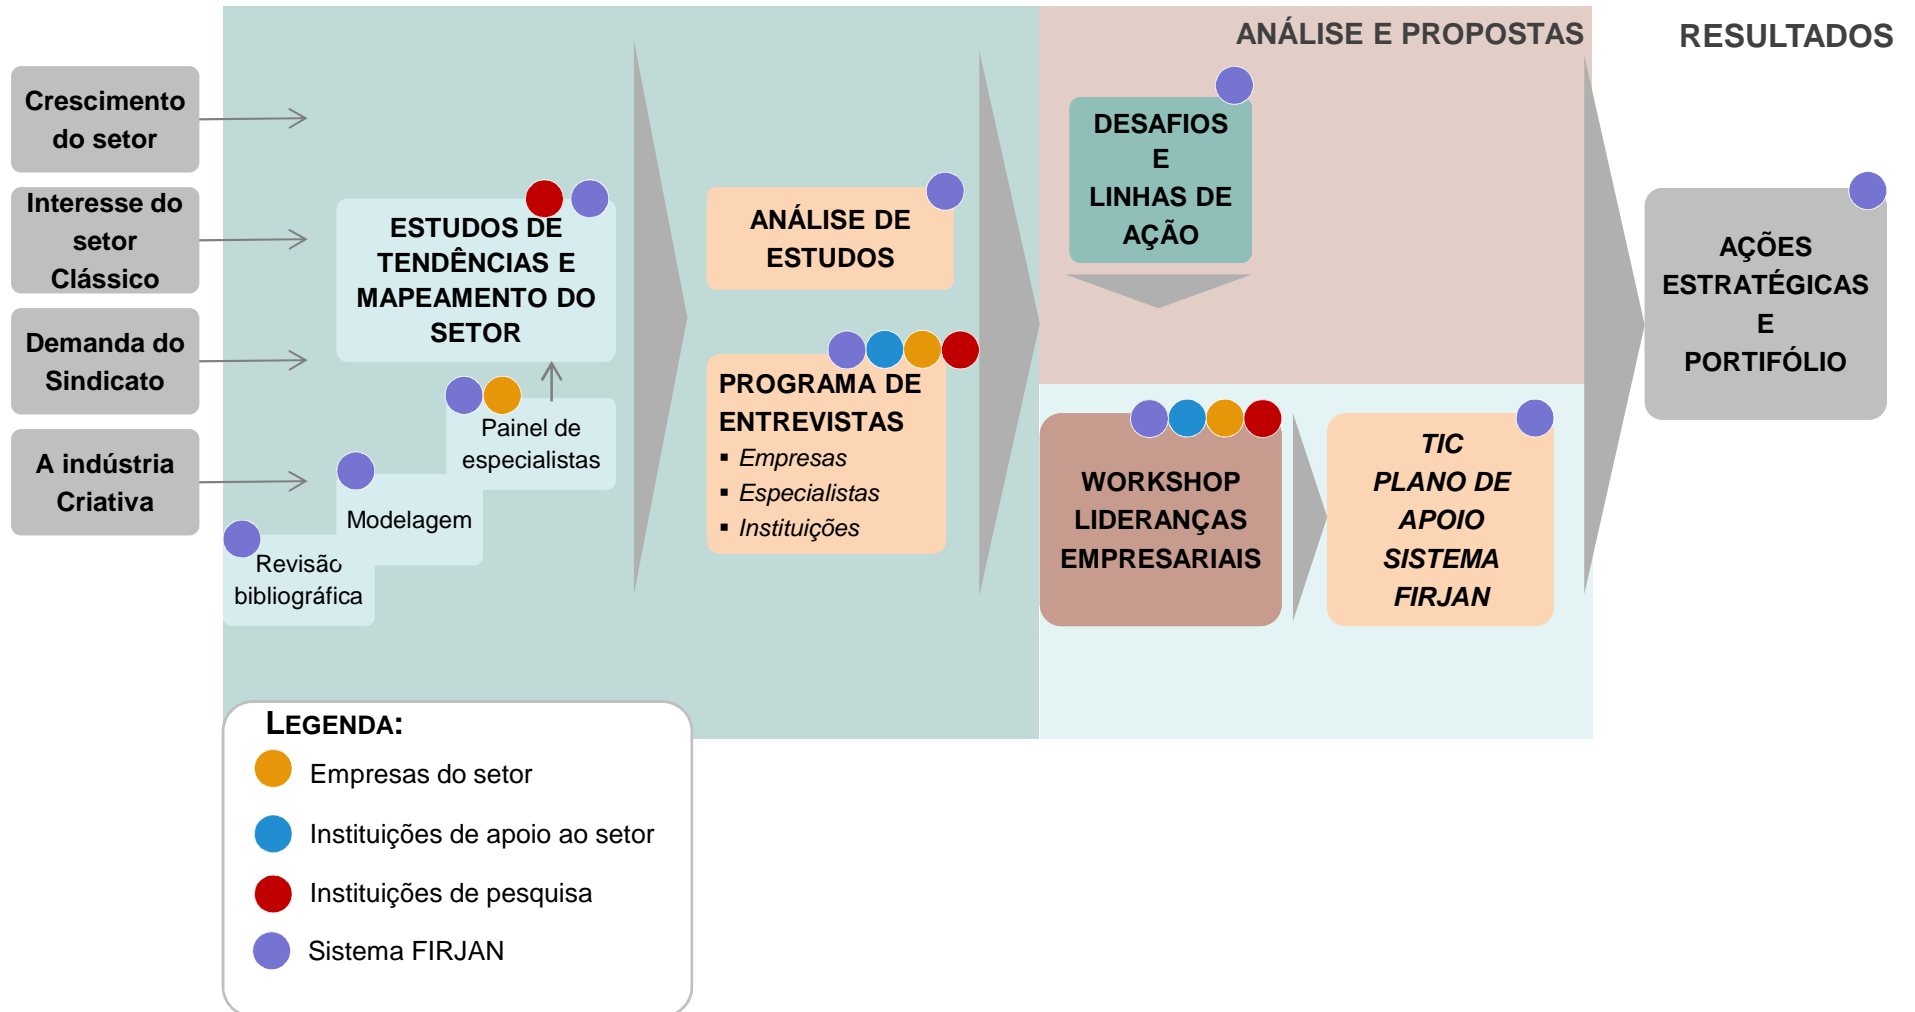 ANÁLISE E PROPOSTAS
RESULTADOS
Crescimento
do setor
Interesse do
setor
Clássico
Demanda do
Sindicato
A indústria
Criativa
ESTUDOS DE
TENDÊNCIAS E
MAPEAMENTO DO
SETOR
Painel de
especialistas
Modelagem
Revisão
bibliográfica
ANÁLISE DE
ESTUDOS
PROGRAMA DE
ENTREVISTAS
▪ Empresas
▪ Especialistas
▪ Instituições
DESAFIOS
E
LINHAS DE
AÇÃO
WORKSHOP
LIDERANÇAS
EMPRESARIAIS
TIC
PLANO DE
APOIO
SISTEMA
FIRJAN
AÇÕES
ESTRATÉGICAS
E
PORTIFÓLIO
LEGENDA:
Empresas do setor
Instituições de apoio ao setor
Instituições de pesquisa
Sistema FIRJAN